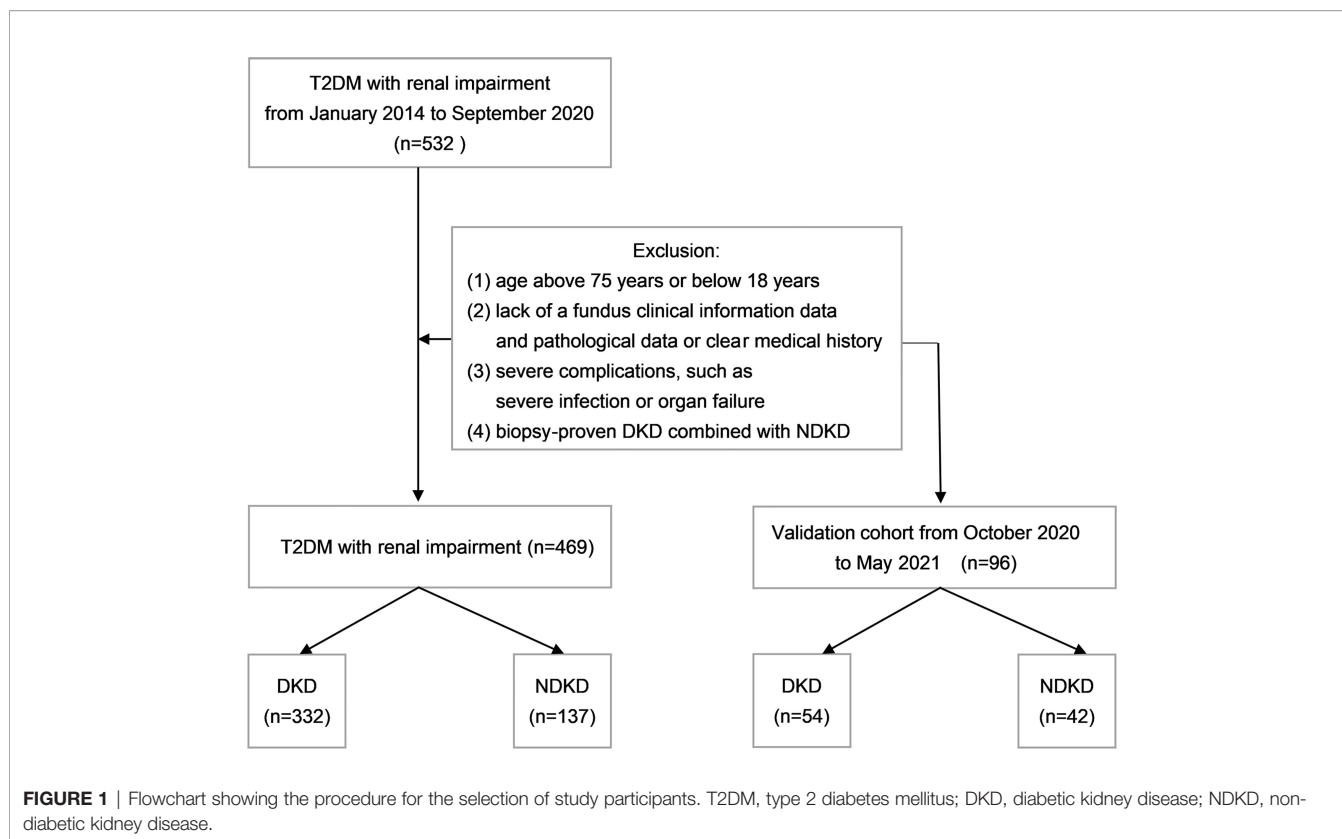 T2DM with renal impairment
from January 2014 to September 2020
(n=532 )
Exclusion:
(1) age above 75 years or below 18 years
(2) lack of a fundus clinical information data
and pathological data or clear medical history
(3) severe complications, such as
severe infection or organ failure
(4) biopsy-proven DKD combined with NDKD
T2DM with renal impairment (n=469)
Validation cohort from October 2020
to May 2021 (n=96)
DKD
(n=332)
NDKD
(n=137)
DKD
(n=54)
NDKD
(n=42)
FIGURE 1 | Flowchart showing the procedure for the selection of study participants. T2DM, type 2 diabetes mellitus; DKD, diabetic kidney disease; NDKD, non-
diabetic kidney disease.